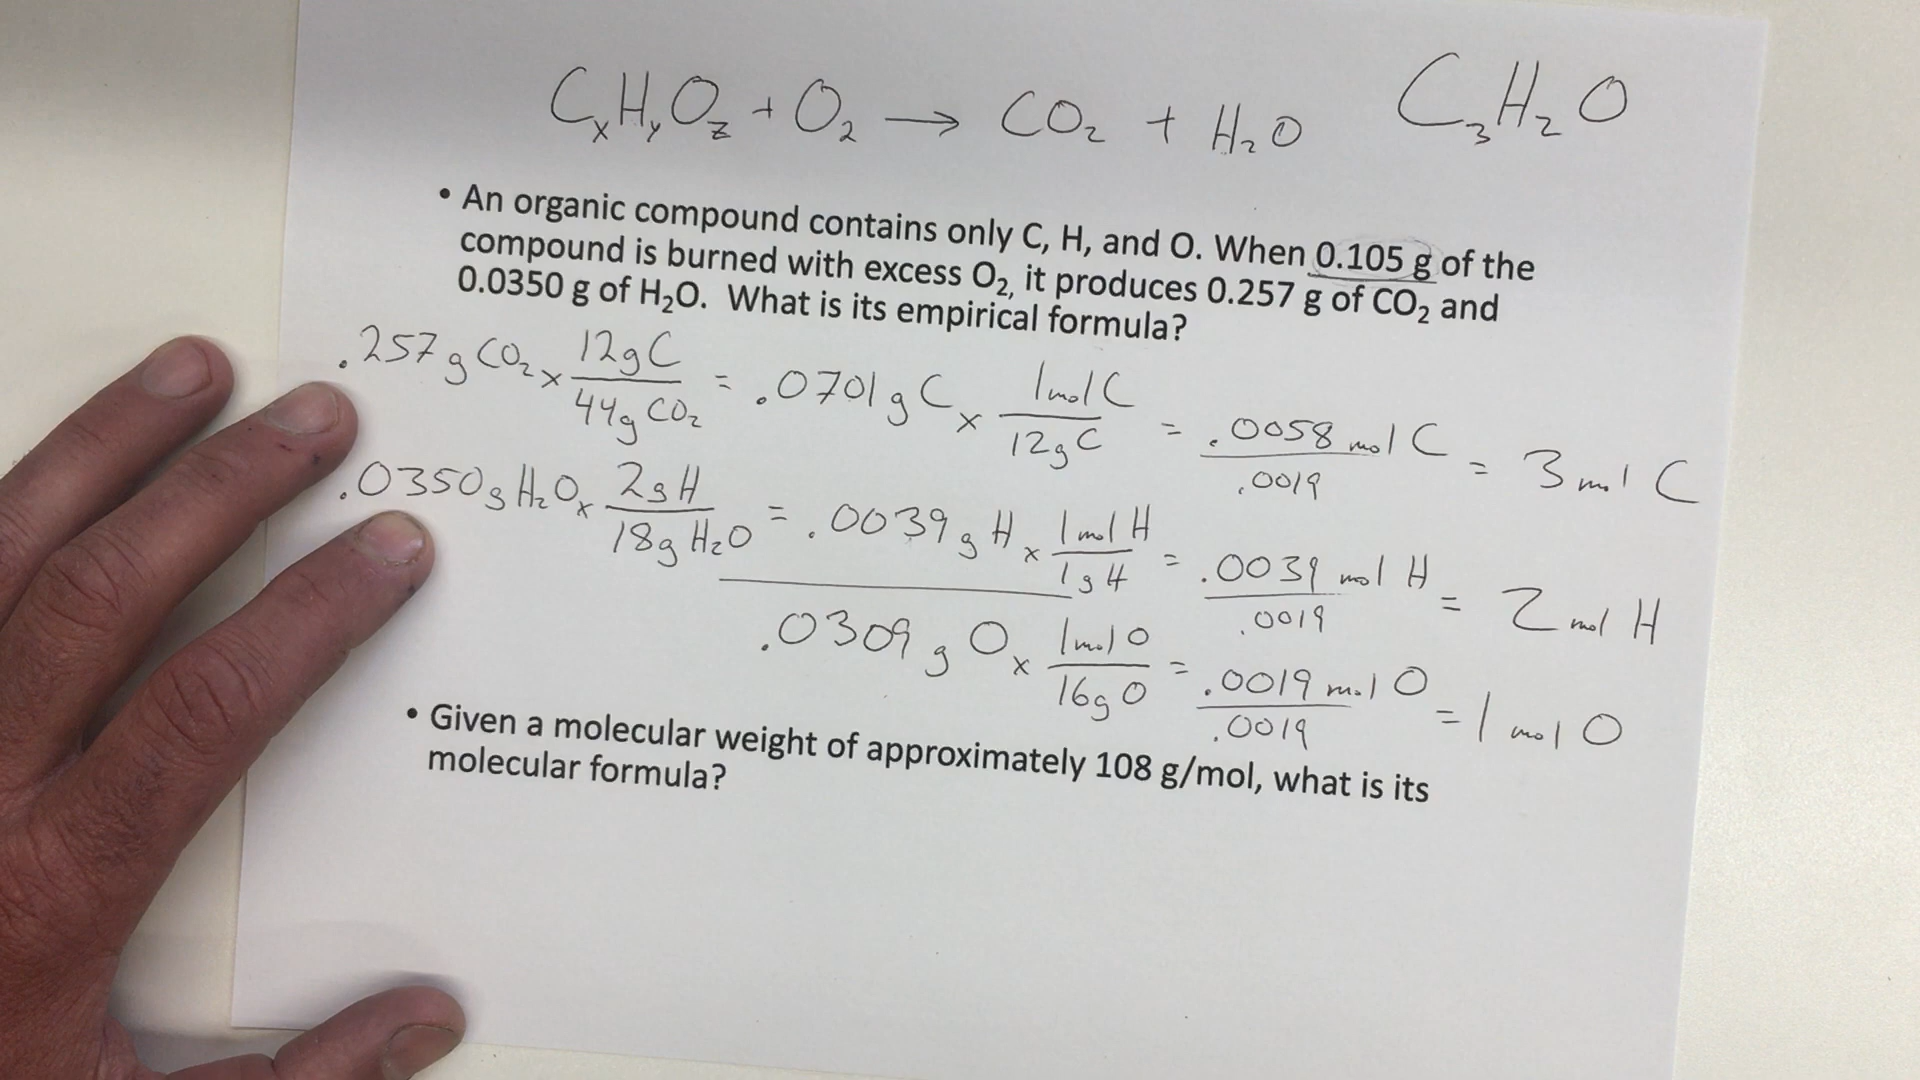 CxHyOz + O₂ → CO₂ + H₂O C₃H₂O
• An organic compound contains only C, H, and O. When 0.105 g of the
compound is burned with excess O₂, it produces 0.257 g of CO₂ and
0.0350 g of H₂O. What is its empirical formula?
.257 g CO₂ x 12g C / 44g CO₂ = .0701 g C x 1 mol C / 12g C = .0058 mol C / .0019 = 3 mol C
.0350 g H₂O x 2g H / 18g H₂O = .0039 g H x 1 mol H / 1g H = .0039 mol H / .0019 = 2 mol H
.0309 g O x 1 mol O / 16g O = .0019 mol O / .0019 = 1 mol O
• Given a molecular weight of approximately 108 g/mol, what is its
molecular formula?